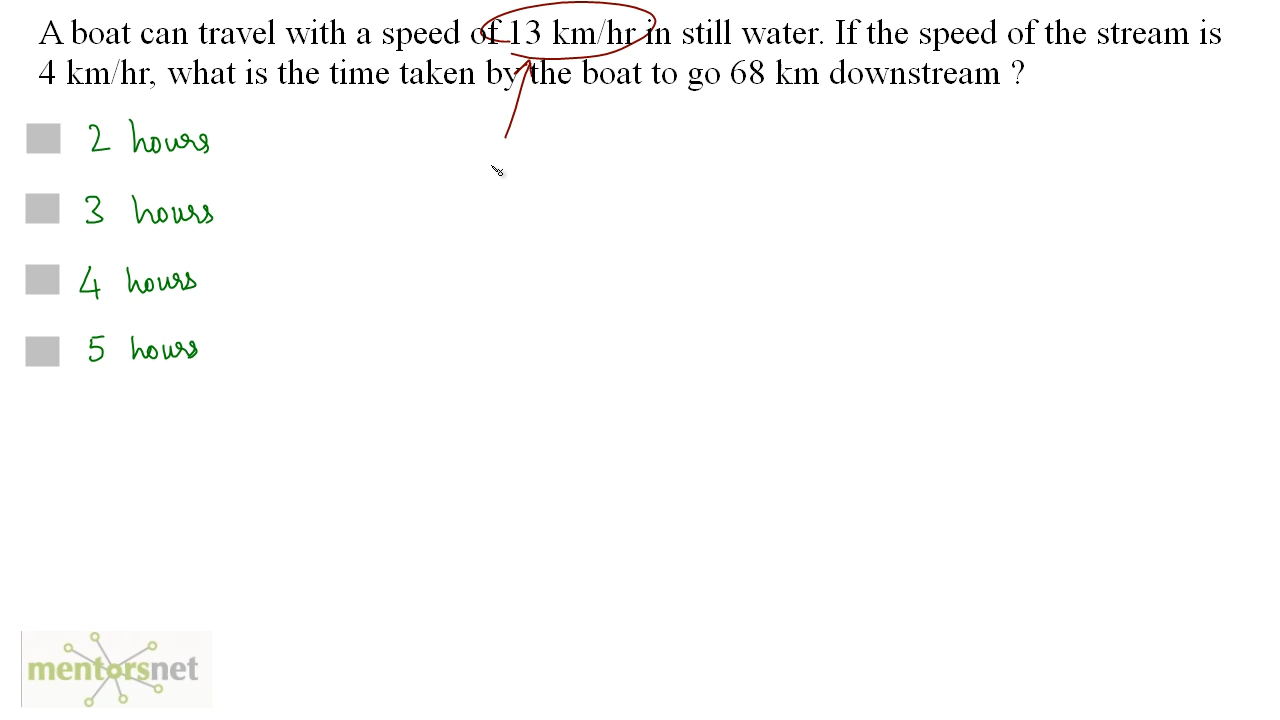 A boat can travel with a speed of 13 km/hr in still water. If the speed of the stream is
4 km/hr, what is the time taken by the boat to go 68 km downstream ?
2 hours
3 hours
4 hours
5 hours
mentorsnet